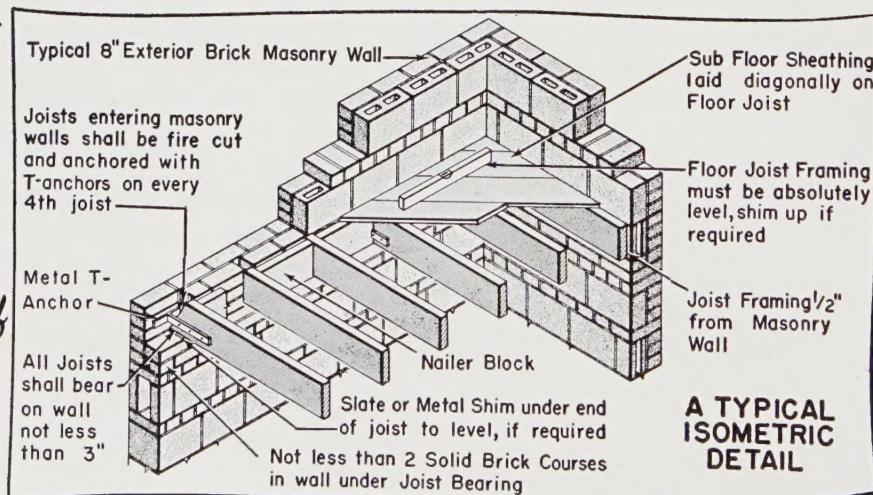 Typical 8" Exterior Brick Masonry Wall
Sub Floor Sheathing
laid diagonally on
Floor Joist
Joists entering masonry
walls shall be fire cut
and anchored with
T-anchors on every
4th joist
Floor Joist Framing
must be absolutely
level, shim up if
required
Metal T-
Anchor
Joist Framing 1/2"
from Masonry
Wall
Nailer Block
All Joists
shall bear
on wall
not less
than 3"
Slate or Metal Shim under end
of joist to level, if required
Not less than 2 Solid Brick Courses
in wall under Joist Bearing
A TYPICAL
ISOMETRIC
DETAIL